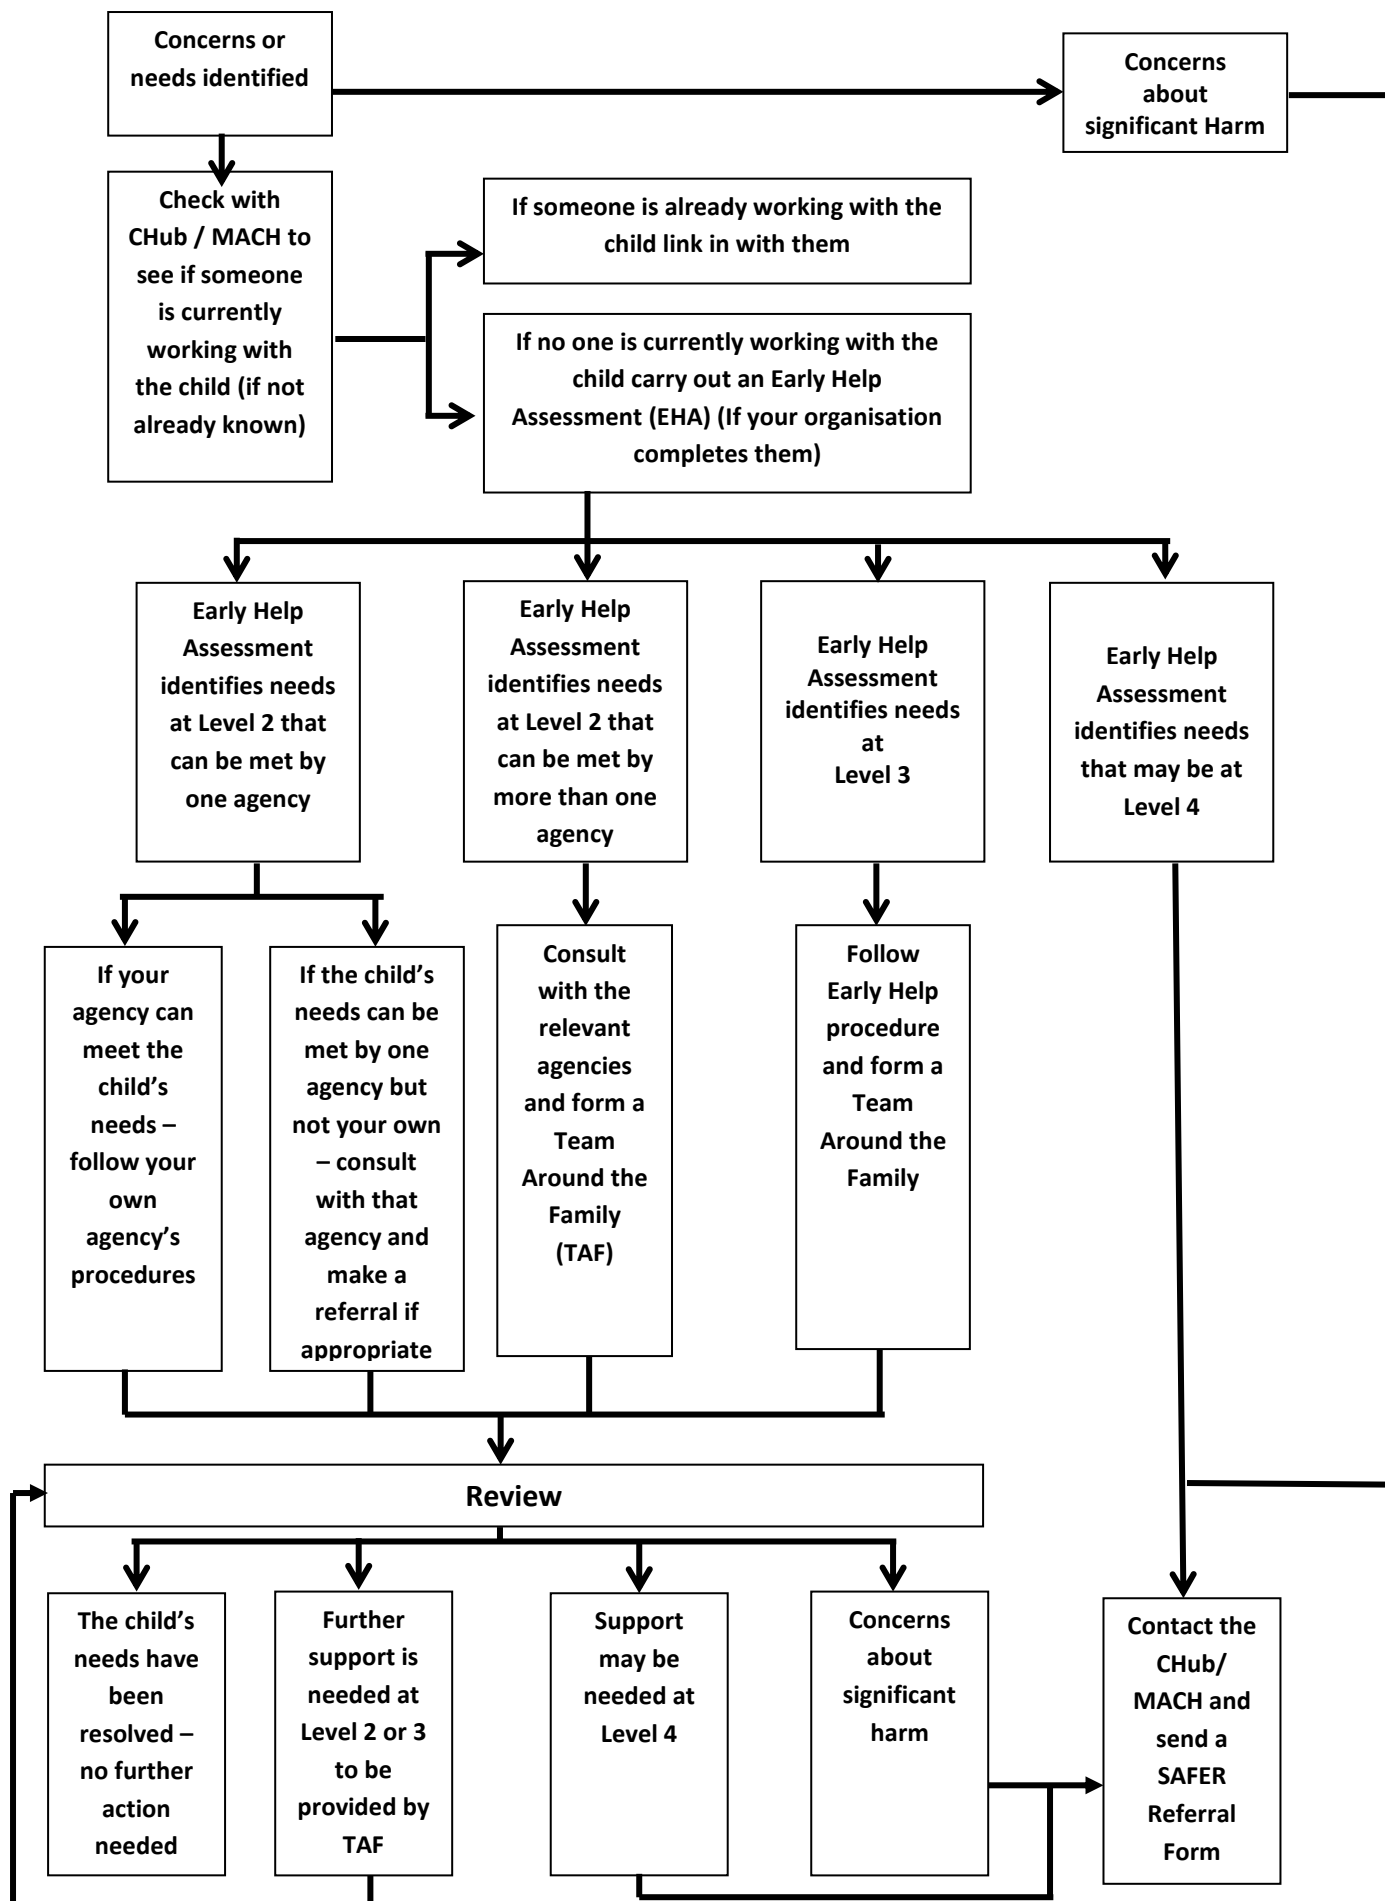 Concerns or
needs identified
Concerns
about
significant Harm
Check with
CHub / MACH to
see if someone
is currently
working with
the child (if not
already known)
If someone is already working with the
child link in with them
If no one is currently working with the
child carry out an Early Help
Assessment (EHA) (If your organisation
completes them)
Early Help
Assessment
identifies needs
at Level 2 that
can be met by
one agency
Early Help
Assessment
identifies needs
at Level 2 that
can be met by
more than one
agency
Early Help
Assessment
identifies needs
at
Level 3
Early Help
Assessment
identifies needs
that may be at
Level 4
If your
agency can
meet the
child’s
needs –
follow your
own
agency’s
procedures
If the child’s
needs can be
met by one
agency but
not your own
– consult
with that
agency and
make a
referral if
appropriate
Consult
with the
relevant
agencies
and form a
Team
Around the
Family
(TAF)
Follow
Early Help
procedure
and form a
Team
Around the
Family
Review
The child’s
needs have
been
resolved –
no further
action
needed
Further
support is
needed at
Level 2 or 3
to be
provided by
TAF
Support
may be
needed at
Level 4
Concerns
about
significant
harm
Contact the
CHub/
MACH and
send a
SAFER
Referral
Form